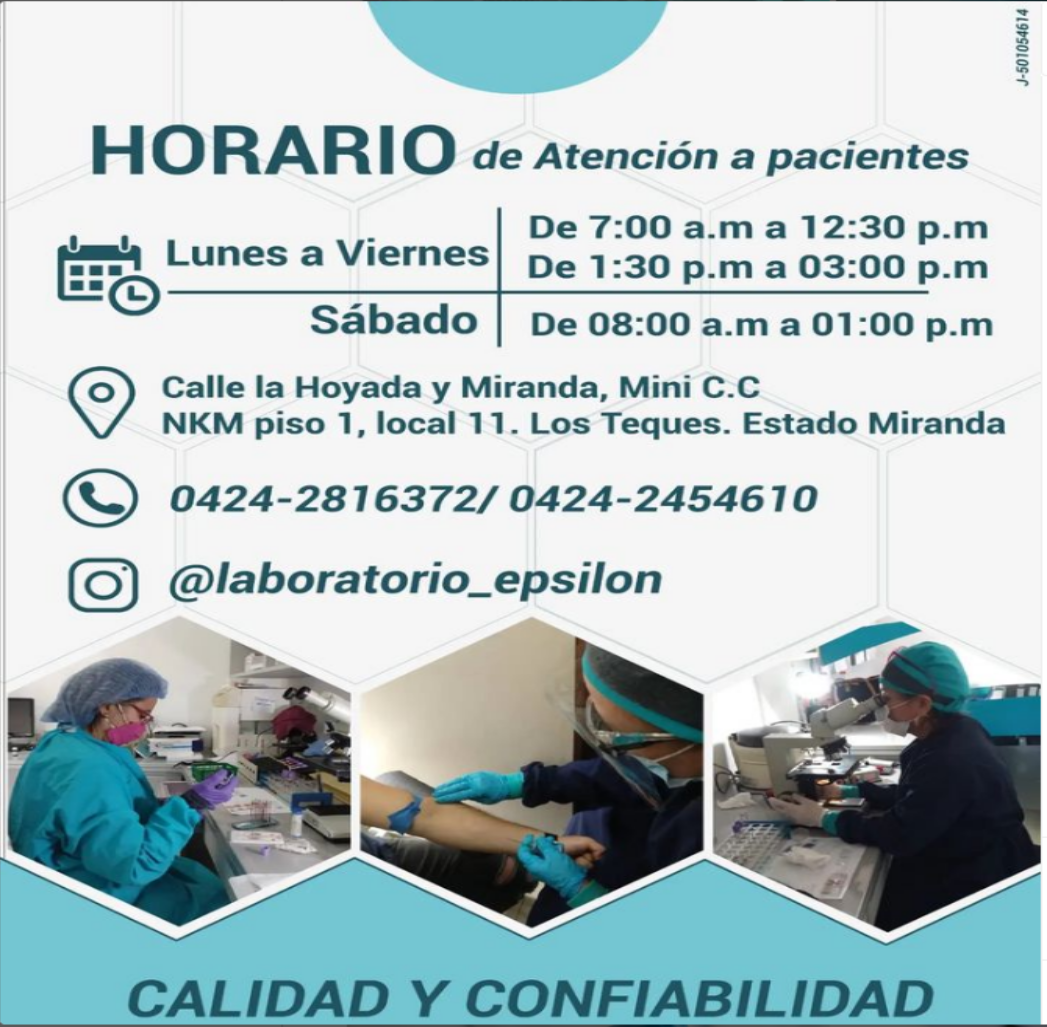 J-501054614
HORARIO de Atención a pacientes
Lunes a Viernes
De 7:00 a.m a 12:30 p.m
De 1:30 p.m a 03:00 p.m
Sábado
De 08:00 a.m a 01:00 p.m
Calle la Hoyada y Miranda, Mini C.C
NKM piso 1, local 11. Los Teques. Estado Miranda
0424-2816372/ 0424-2454610
@laboratorio_epsilon
CALIDAD Y CONFIABILIDAD